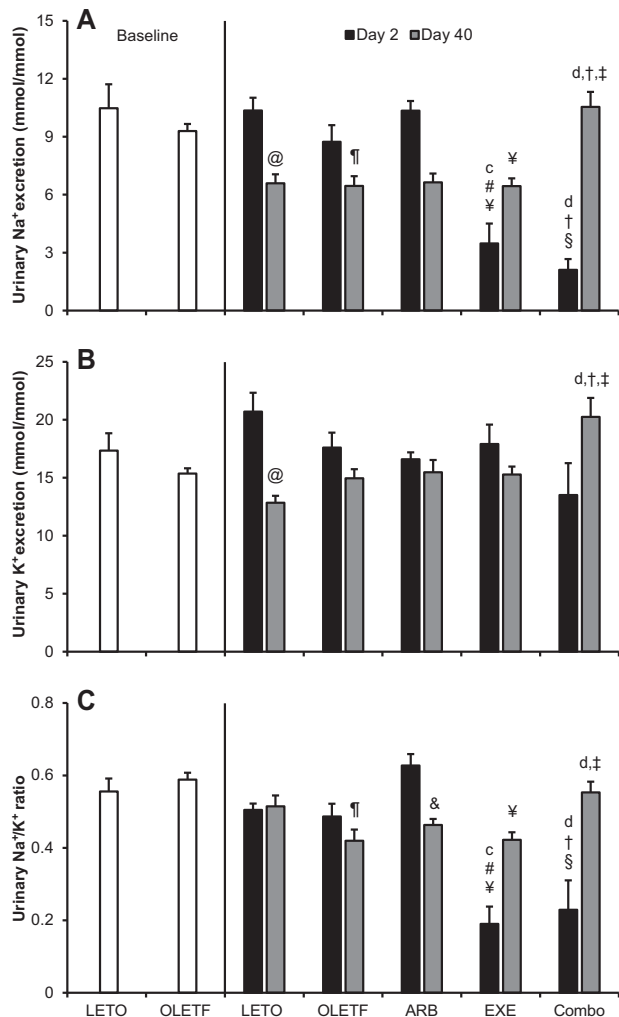 A
Baseline
Day 2
Day 40
Urinary Na⁺ excretion (mmol/mmol)
15
12
9
6
3
0
@
¶
c
#
¥
¥
d
†
§
d,†,‡
B
Urinary K⁺ excretion (mmol/mmol)
25
20
15
10
5
0
@
d,†,‡
C
Urinary Na⁺/K⁺ ratio
0.8
0.6
0.4
0.2
0
¶
&
c
#
¥
¥
d
†
§
d,‡
LETO OLETF LETO OLETF ARB EXE Combo